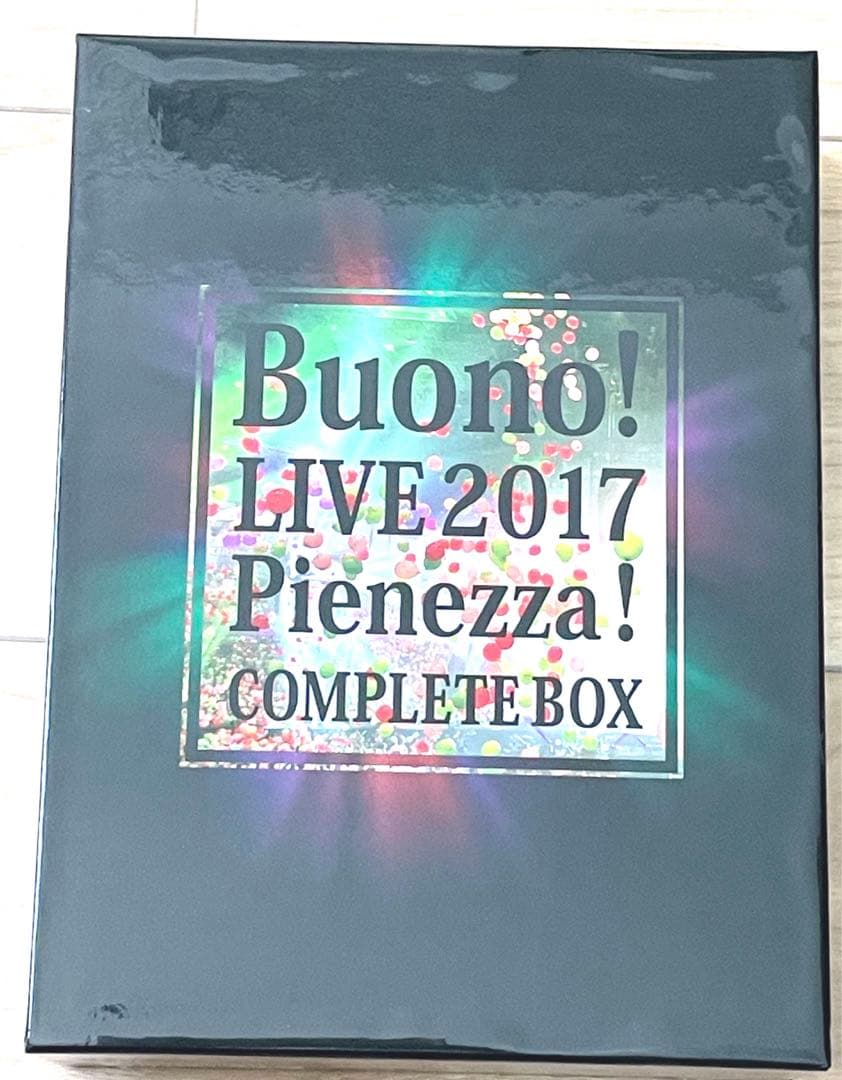 Buono!
LIVE 2017
Pienezza!
COMPLETE BOX